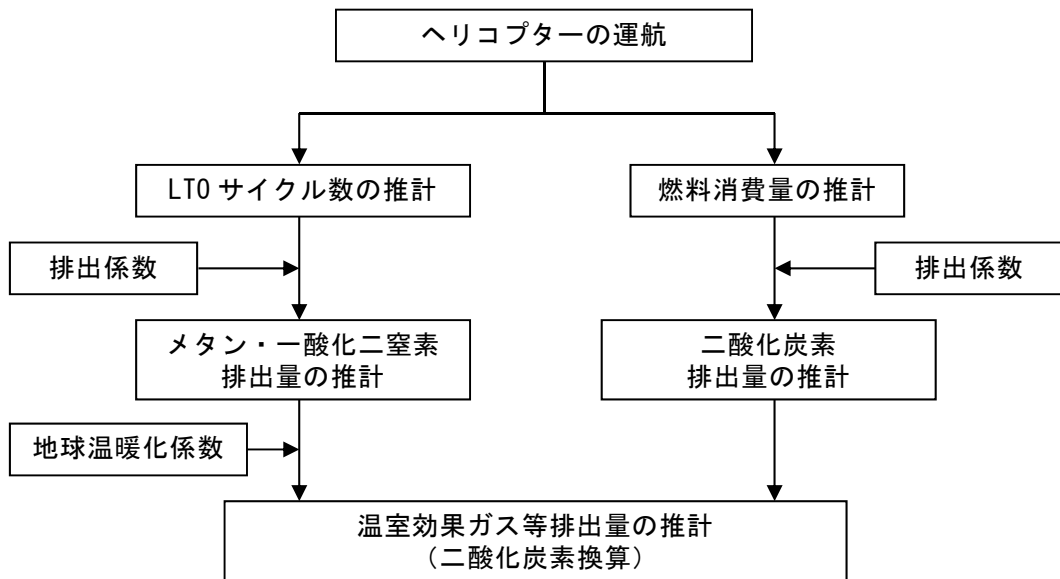 ヘリコプターの運航
LTO サイクル数の推計
燃料消費量の推計
排出係数
排出係数
メタン・一酸化二窒素
排出量の推計
二酸化炭素
排出量の推計
地球温暖化係数
温室効果ガス等排出量の推計
（二酸化炭素換算）